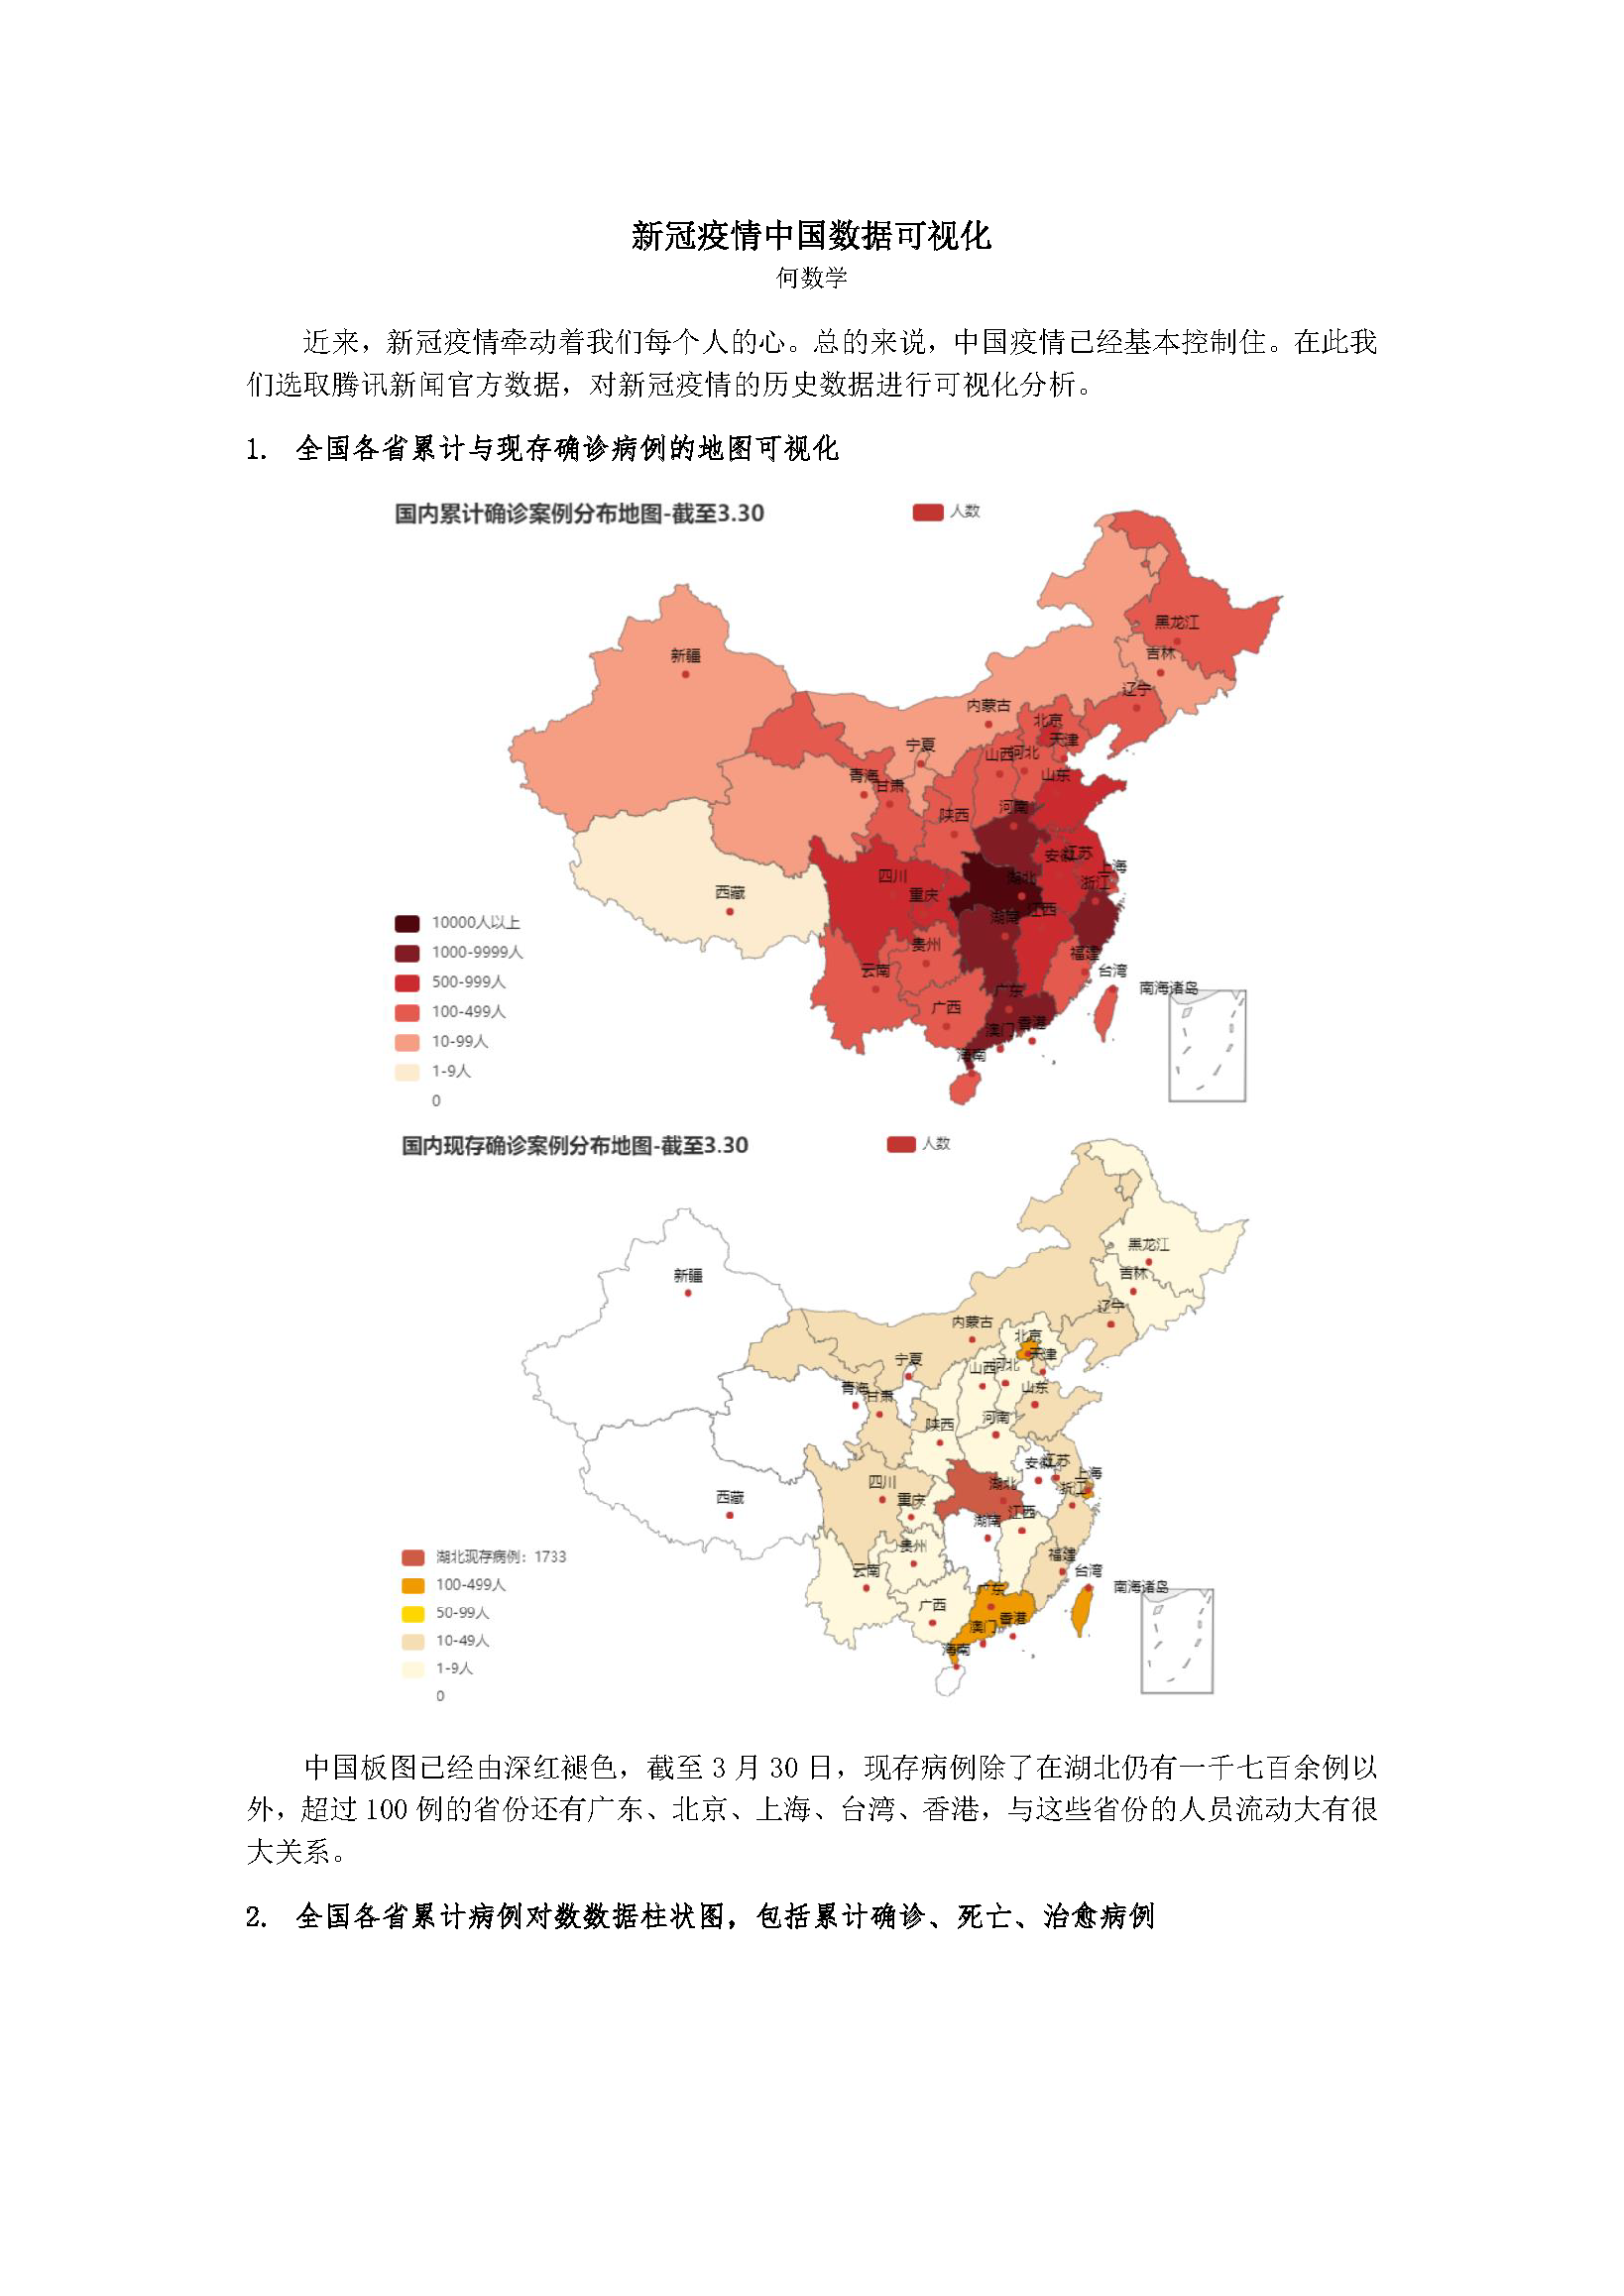 新冠疫情中国数据可视化
何数学
近来，新冠疫情牵动着我们每个人的心。总的来说，中国疫情已经基本控制住。在此我
们选取腾讯新闻官方数据，对新冠疫情的历史数据进行可视化分析。
1. 全国各省累计与现存确诊病例的地图可视化
国内累计确诊案例分布地图-截至3.30
人数
黑龙江
吉林
新疆
辽宁
内蒙古
北京
天津
宁夏
山西
河北
青海
甘肃
山东
河南
陕西
安徽
江苏
上海
四川
重庆
湖北
浙江
西藏
湖南
江西
贵州
福建
云南
台湾
广东
南海诸岛
广西
澳门
香港
海南
10000人以上
1000-9999人
500-999人
100-499人
10-99人
1-9人
0
国内现存确诊案例分布地图-截至3.30
人数
黑龙江
吉林
新疆
辽宁
内蒙古
北京
天津
宁夏
山西
河北
青海
甘肃
山东
河南
陕西
安徽
江苏
上海
四川
重庆
湖北
浙江
西藏
湖南
江西
贵州
福建
云南
台湾
广东
南海诸岛
广西
澳门
香港
海南
湖北现存病例：1733
100-499人
50-99人
10-49人
1-9人
0
中国板图已经由深红褪色，截至 3 月 30 日，现存病例除了在湖北仍有一千七百余例以
外，超过 100 例的省份还有广东、北京、上海、台湾、香港，与这些省份的人员流动大有很
大关系。
2. 全国各省累计病例对数数据柱状图，包括累计确诊、死亡、治愈病例